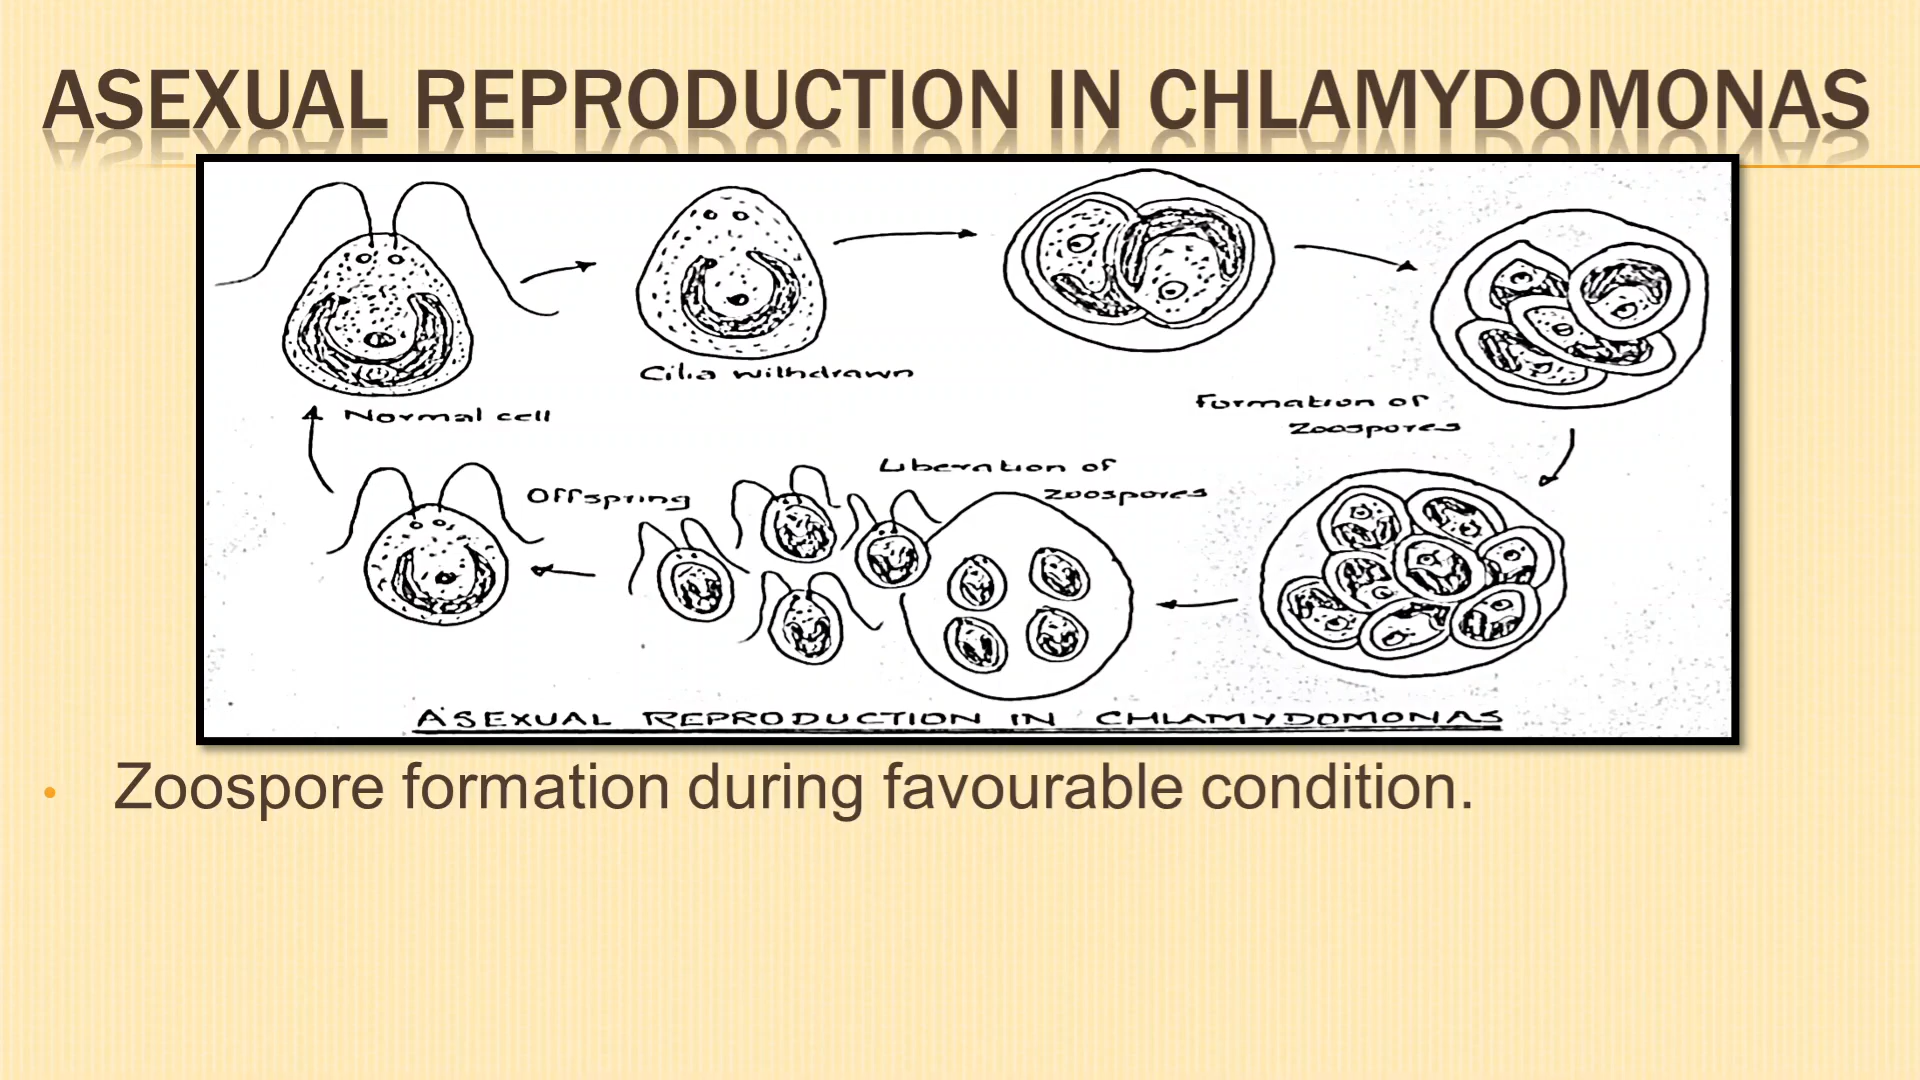 ASEXUAL REPRODUCTION IN CHLAMYDOMONAS
Cilia withdrawn
Normal cell
Formation of
Zoospores
Liberation of
Zoospores
Offspring
ASEXUAL REPRODUCTION IN CHLAMYDOMONAS
• Zoospore formation during favourable condition.